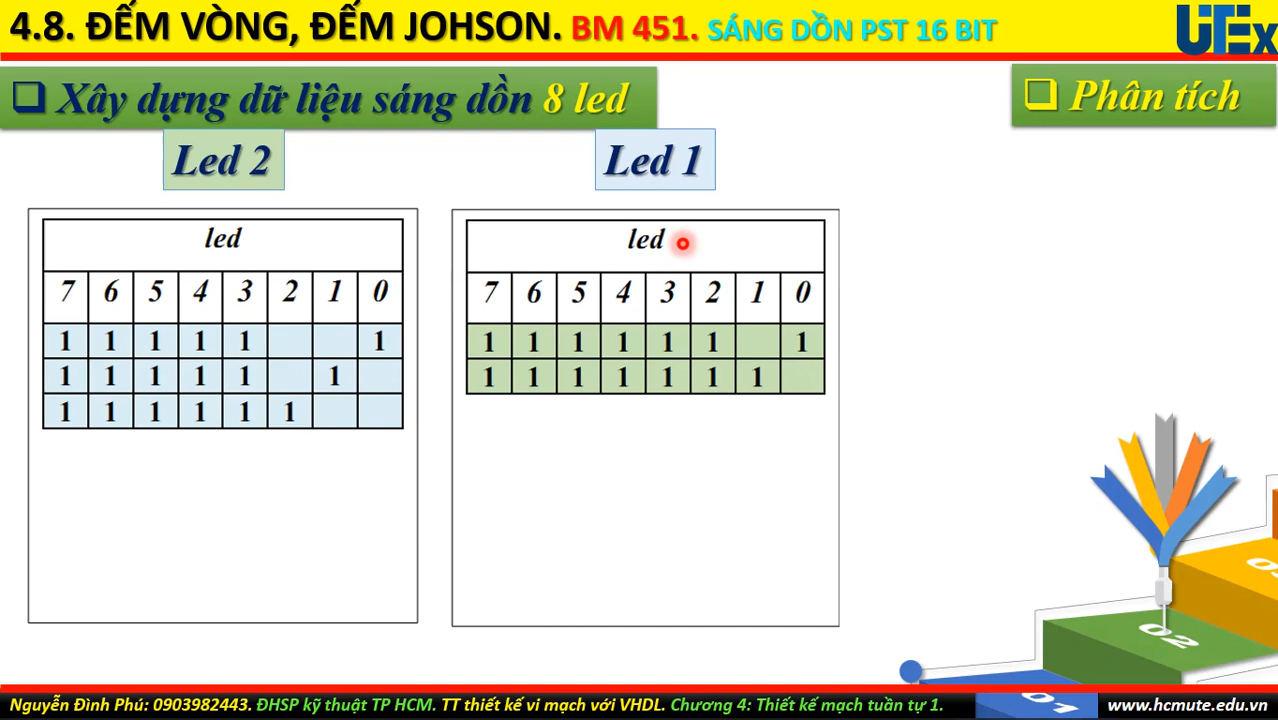 4.8. ĐẾM VÒNG, ĐẾM JOHSON. BM 451. SÁNG DỒN PST 16 BIT
UTEx
❑ Xây dựng dữ liệu sáng dồn 8 led
❑ Phân tích
Led 2
led
7 6 5 4 3 2 1 0
1 1 1 1 1 1
1 1 1 1 1 1
1 1 1 1 1 1
Led 1
led
7 6 5 4 3 2 1 0
1 1 1 1 1 1 1
1 1 1 1 1 1 1
02
01
Nguyễn Đình Phú: 0903982443. ĐHSP kỹ thuật TP HCM. TT thiết kế vi mạch với VHDL. Chương 4: Thiết kế mạch tuần tự 1.
www.hcmute.edu.vn